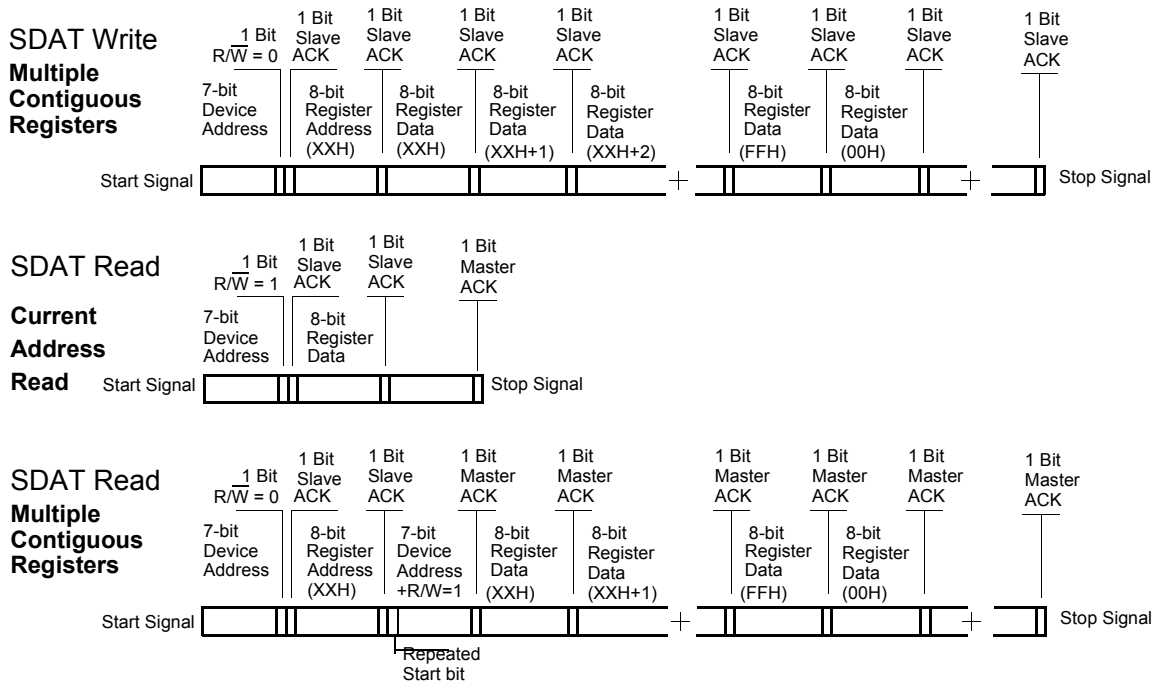 SDAT Write
Multiple
Contiguous
Registers
1 Bit
R/W = 0
1 Bit
Slave
ACK
1 Bit
Slave
ACK
1 Bit
Slave
ACK
1 Bit
Slave
ACK
1 Bit
Slave
ACK
1 Bit
Slave
ACK
1 Bit
Slave
ACK
1 Bit
Slave
ACK
7-bit
Device
Address
8-bit
Register
Address
(XXH)
8-bit
Register
Data
(XXH)
8-bit
Register
Data
(XXH+1)
8-bit
Register
Data
(XXH+2)
8-bit
Register
Data
(FFH)
8-bit
Register
Data
(00H)
Start Signal
+
+
Stop Signal
SDAT Read
Current
Address
Read
1 Bit
R/W = 1
1 Bit
Slave
ACK
1 Bit
Slave
ACK
1 Bit
Master
ACK
7-bit
Device
Address
8-bit
Register
Data
Start Signal
Stop Signal
SDAT Read
Multiple
Contiguous
Registers
1 Bit
R/W = 0
1 Bit
Slave
ACK
1 Bit
Slave
ACK
1 Bit
Master
ACK
1 Bit
Master
ACK
1 Bit
Master
ACK
1 Bit
Master
ACK
1 Bit
Master
ACK
1 Bit
Master
ACK
7-bit
Device
Address
8-bit
Register
Address
(XXH)
7-bit
Device
Address
+R/W=1
8-bit
Register
Data
(XXH)
8-bit
Register
Data
(XXH+1)
8-bit
Register
Data
(FFH)
8-bit
Register
Data
(00H)
Start Signal
+
+
Stop Signal
Repeated
Start bit